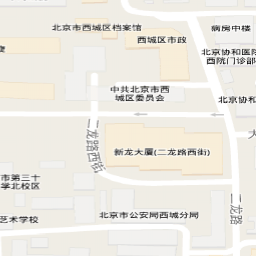 北京市西城区档案馆
病房中楼
西城区市政
北京协和医院
西院门诊部
中共北京市西
城区委员会
北京协和
二龙路西街
大
新龙大厦(二龙路西街)
市第三十
学北校区
二龙路
艺术学校
北京市公安局西城分局